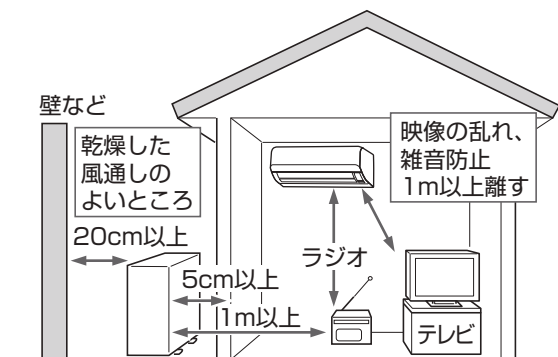 壁など
乾燥した
風通しの
よいところ
映像の乱れ、
雑音防止
1m以上離す
20cm以上
ラジオ
5cm以上
1m以上
テレビ